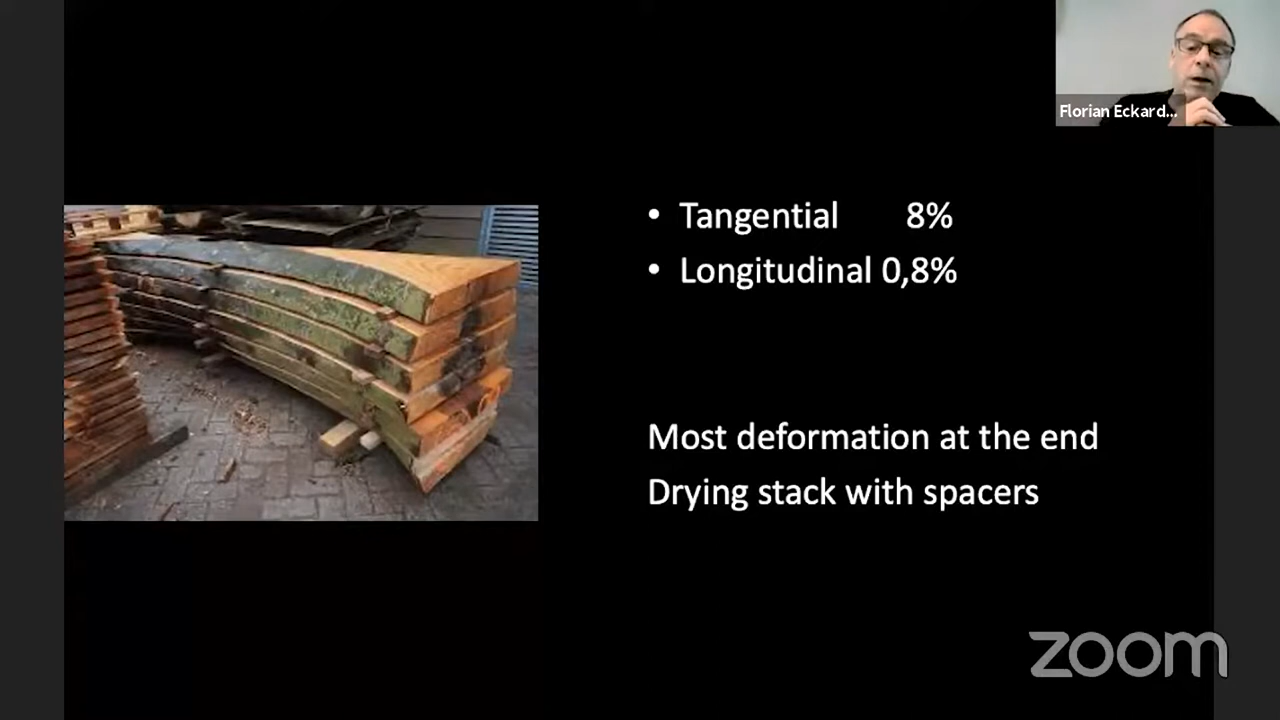 Florian Eckard...
• Tangential 8%
• Longitudinal 0,8%
Most deformation at the end
Drying stack with spacers
zoom